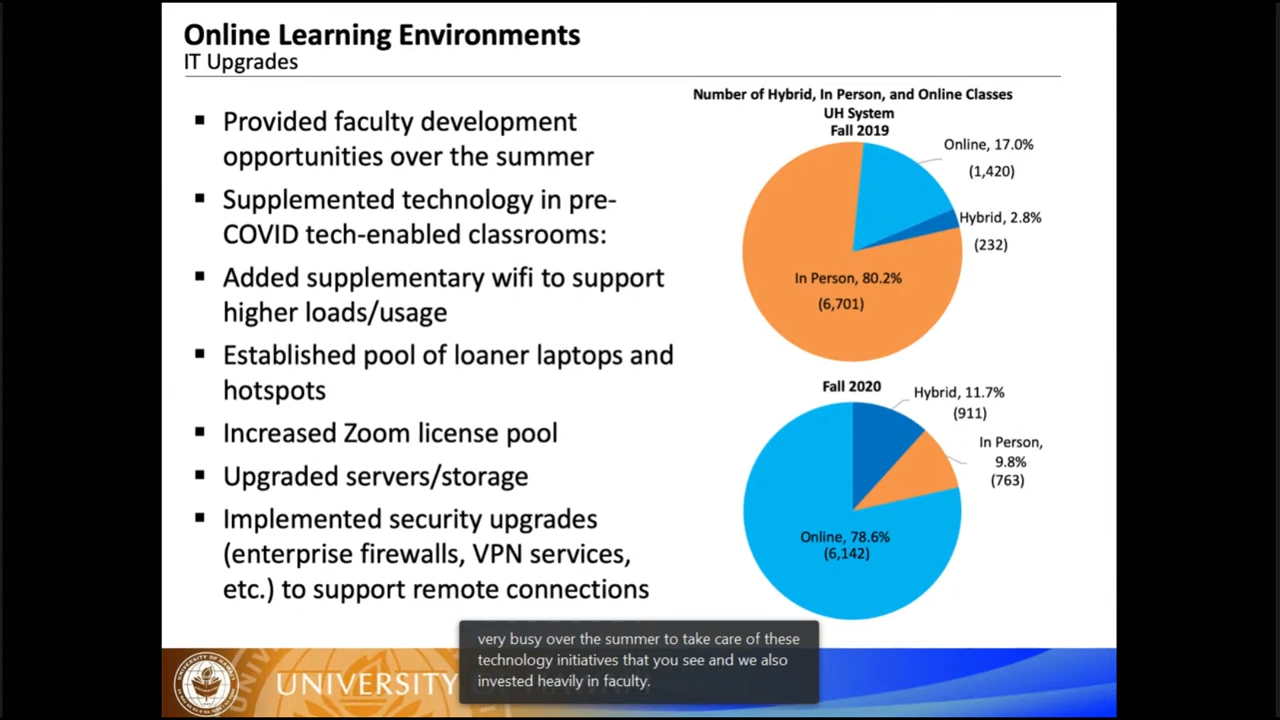 Online Learning Environments
IT Upgrades
▪ Provided faculty development
opportunities over the summer
▪ Supplemented technology in pre-
COVID tech-enabled classrooms:
▪ Added supplementary wifi to support
higher loads/usage
▪ Established pool of loaner laptops and
hotspots
▪ Increased Zoom license pool
▪ Upgraded servers/storage
▪ Implemented security upgrades
(enterprise firewalls, VPN services,
etc.) to support remote connections
Number of Hybrid, In Person, and Online Classes
UH System
Fall 2019
Online, 17.0%
(1,420)
Hybrid, 2.8%
(232)
In Person, 80.2%
(6,701)
Fall 2020
Hybrid, 11.7%
(911)
In Person,
9.8%
(763)
Online, 78.6%
(6,142)
very busy over the summer to take care of these
technology initiatives that you see and we also
invested heavily in faculty.
UNIVERSITY